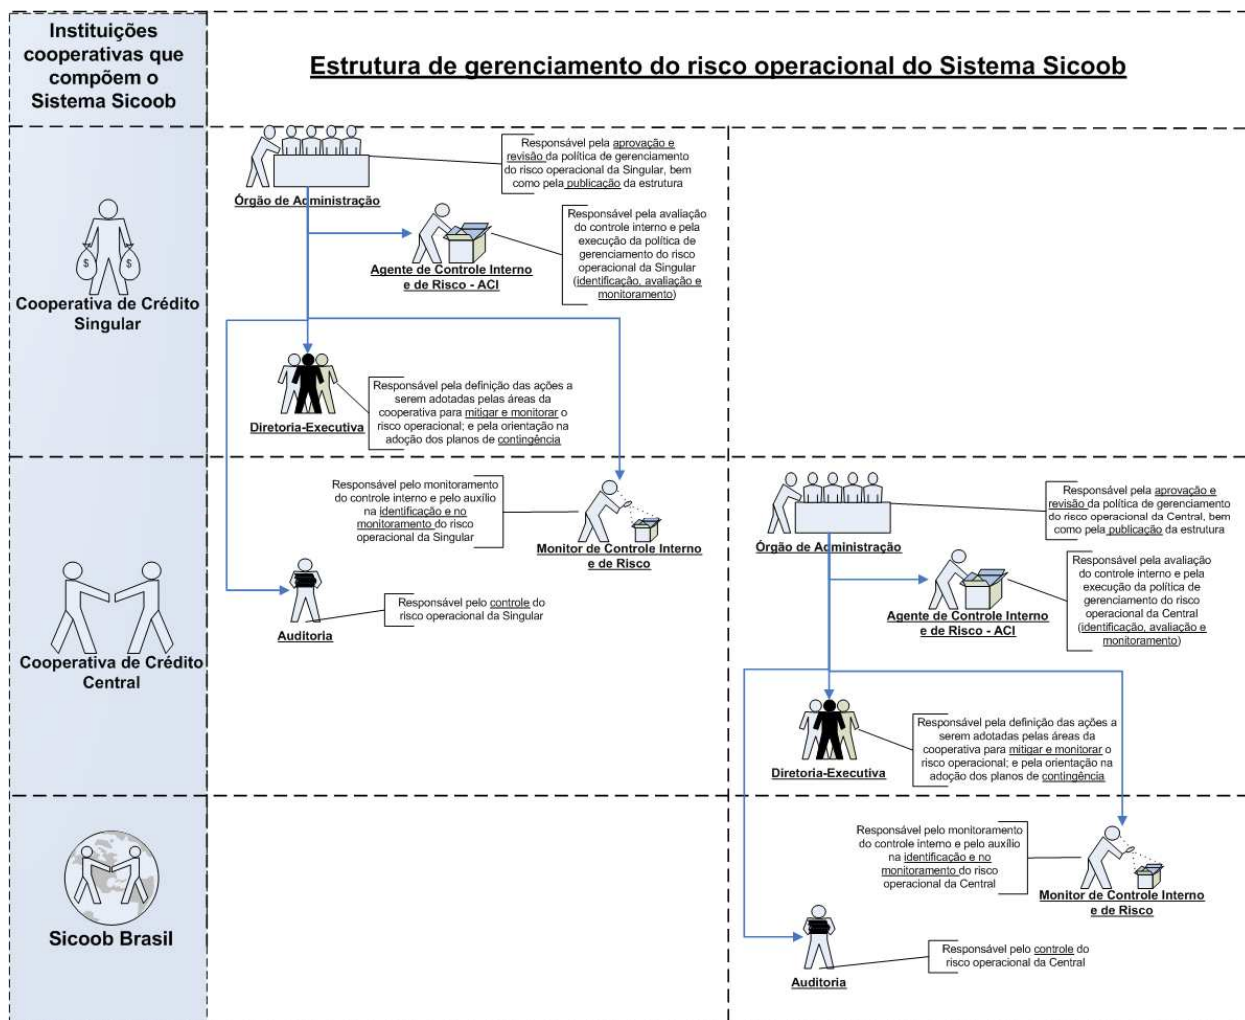 Instituições
cooperativas que
compõem o
Sistema Sicoob
Estrutura de gerenciamento do risco operacional do Sistema Sicoob
Responsável pela aprovação e
revisão da política de gerenciamento
do risco operacional da Singular, bem
como pela publicação da estrutura
Órgão de Administração
Responsável pela avaliação
do controle interno e pela
execução da política de
gerenciamento do risco
operacional da Singular
(identificação, avaliação e
monitoramento)
Agente de Controle Interno
e de Risco - ACI
$ $
Cooperativa de Crédito
Singular
Responsável pela definição das ações a
serem adotadas pelas áreas da
cooperativa para mitigar e monitorar o
risco operacional; e pela orientação na
adoção dos planos de contingência
Diretoria-Executiva
Responsável pelo monitoramento
do controle interno e pelo auxílio
na identificação e no
monitoramento do risco
operacional da Singular
Monitor de Controle Interno
e de Risco
Responsável pelo controle do
risco operacional da Singular
Auditoria
Cooperativa de Crédito
Central
Responsável pela aprovação e
revisão da política de gerenciamento
do risco operacional da Central, bem
como pela publicação da estrutura
Órgão de Administração
Responsável pela avaliação
do controle interno e pela
execução da política de
gerenciamento do risco
operacional da Central
(identificação, avaliação e
monitoramento)
Agente de Controle Interno
e de Risco - ACI
Responsável pela definição das ações a
serem adotadas pelas áreas da
cooperativa para mitigar e monitorar o
risco operacional; e pela orientação na
adoção dos planos de contingência
Diretoria-Executiva
Responsável pelo monitoramento
do controle interno e pelo auxílio
na identificação e no
monitoramento do risco
operacional da Central
Monitor de Controle Interno
e de Risco
Sicoob Brasil
Responsável pelo controle do
risco operacional da Central
Auditoria